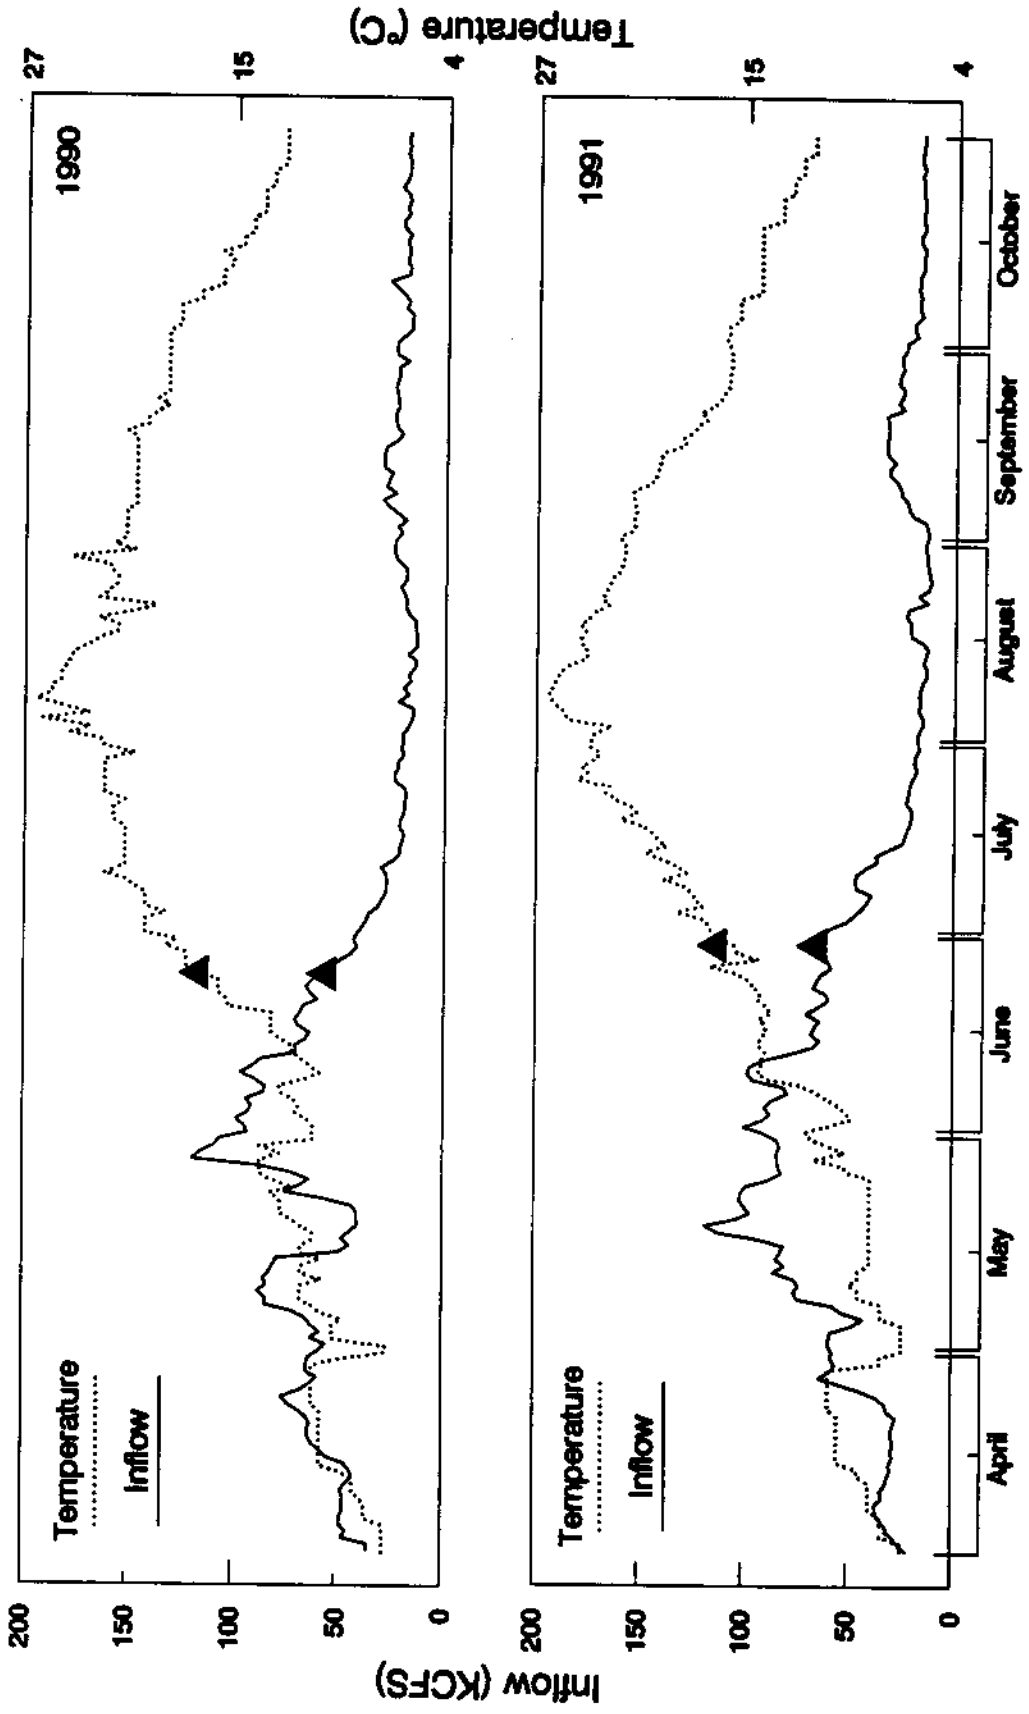 1990
Temperature
Inflow
200
150
100
50
0
27
15
4
1991
Temperature
Inflow
200
150
100
50
0
27
15
4
Inflow (KCFS)
Temperature (°C)
April
May
June
July
August
September
October